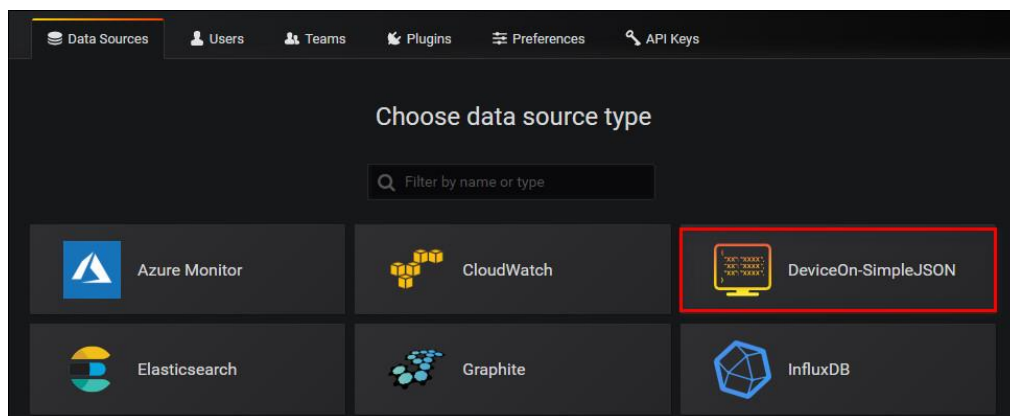 Data Sources
Users
Teams
Plugins
Preferences
API Keys
Choose data source type
Filter by name or type
Azure Monitor
CloudWatch
DeviceOn-SimpleJSON
Elasticsearch
Graphite
InfluxDB